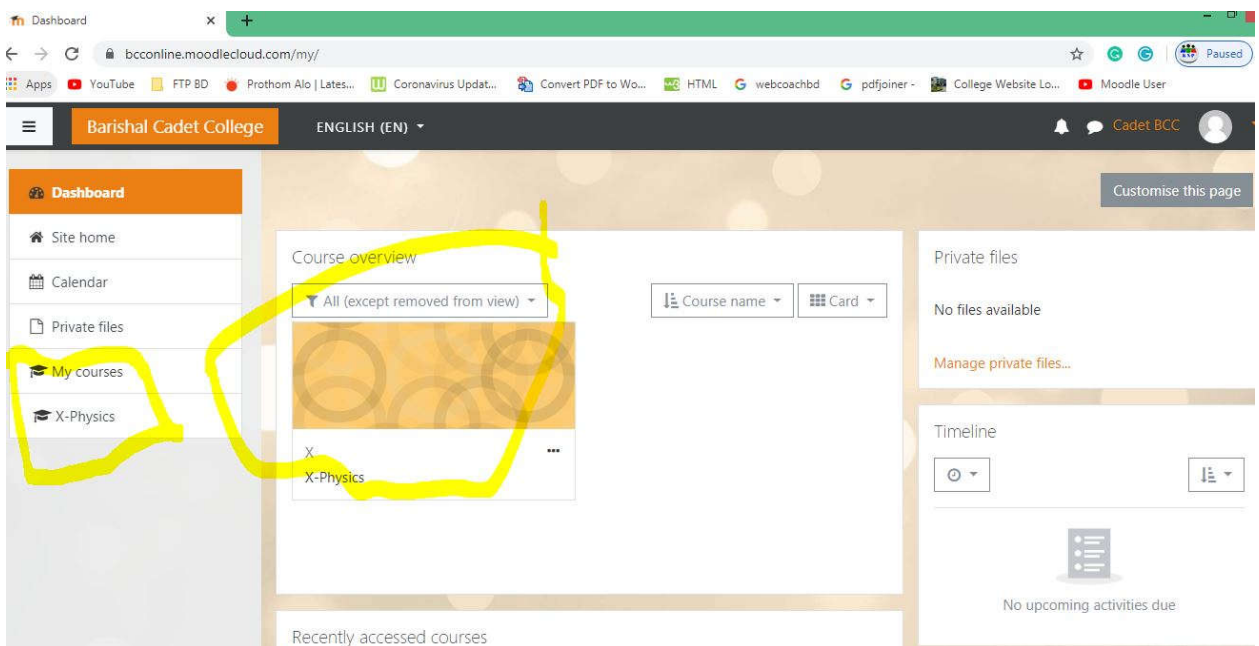 Dashboard
bcconline.moodlecloud.com/my/
Paused
Apps YouTube FTP BD Prothom Alo | Lates... Coronavirus Updat... Convert PDF to Wo... HTML webcoachbd pdfjoiner - College Website Lo... Moodle User
Barishal Cadet College ENGLISH (EN) Cadet BCC
Dashboard
Customise this page
Site home
Calendar
Private files
My courses
X-Physics
Course overview
All (except removed from view) Course name Card
X
X-Physics
Recently accessed courses
Private files
No files available
Manage private files...
Timeline
No upcoming activities due